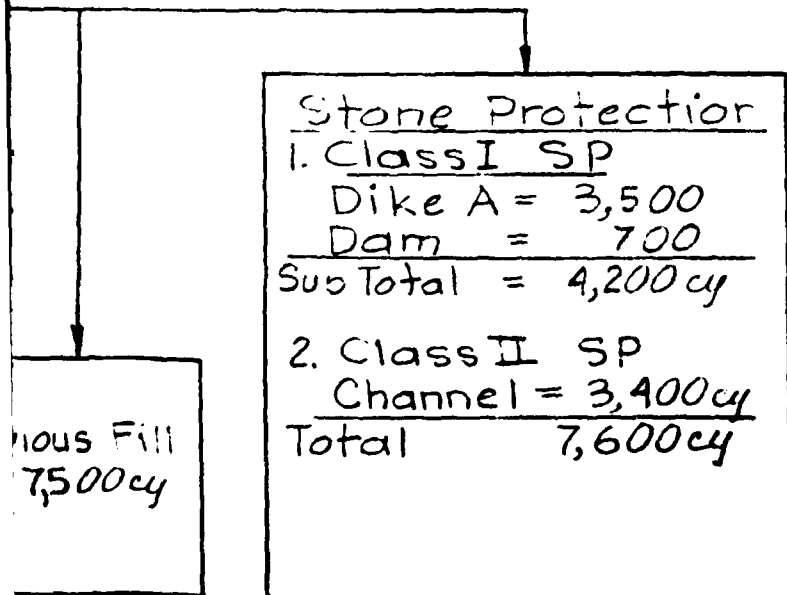 Stone Protection
1. Class I SP
Dike A = 3,500
Dam = 700
Sub Total = 4,200 cy
2. Class II SP
Channel = 3,400 cy
Total 7,600 cy
vious Fill
7,500 cy